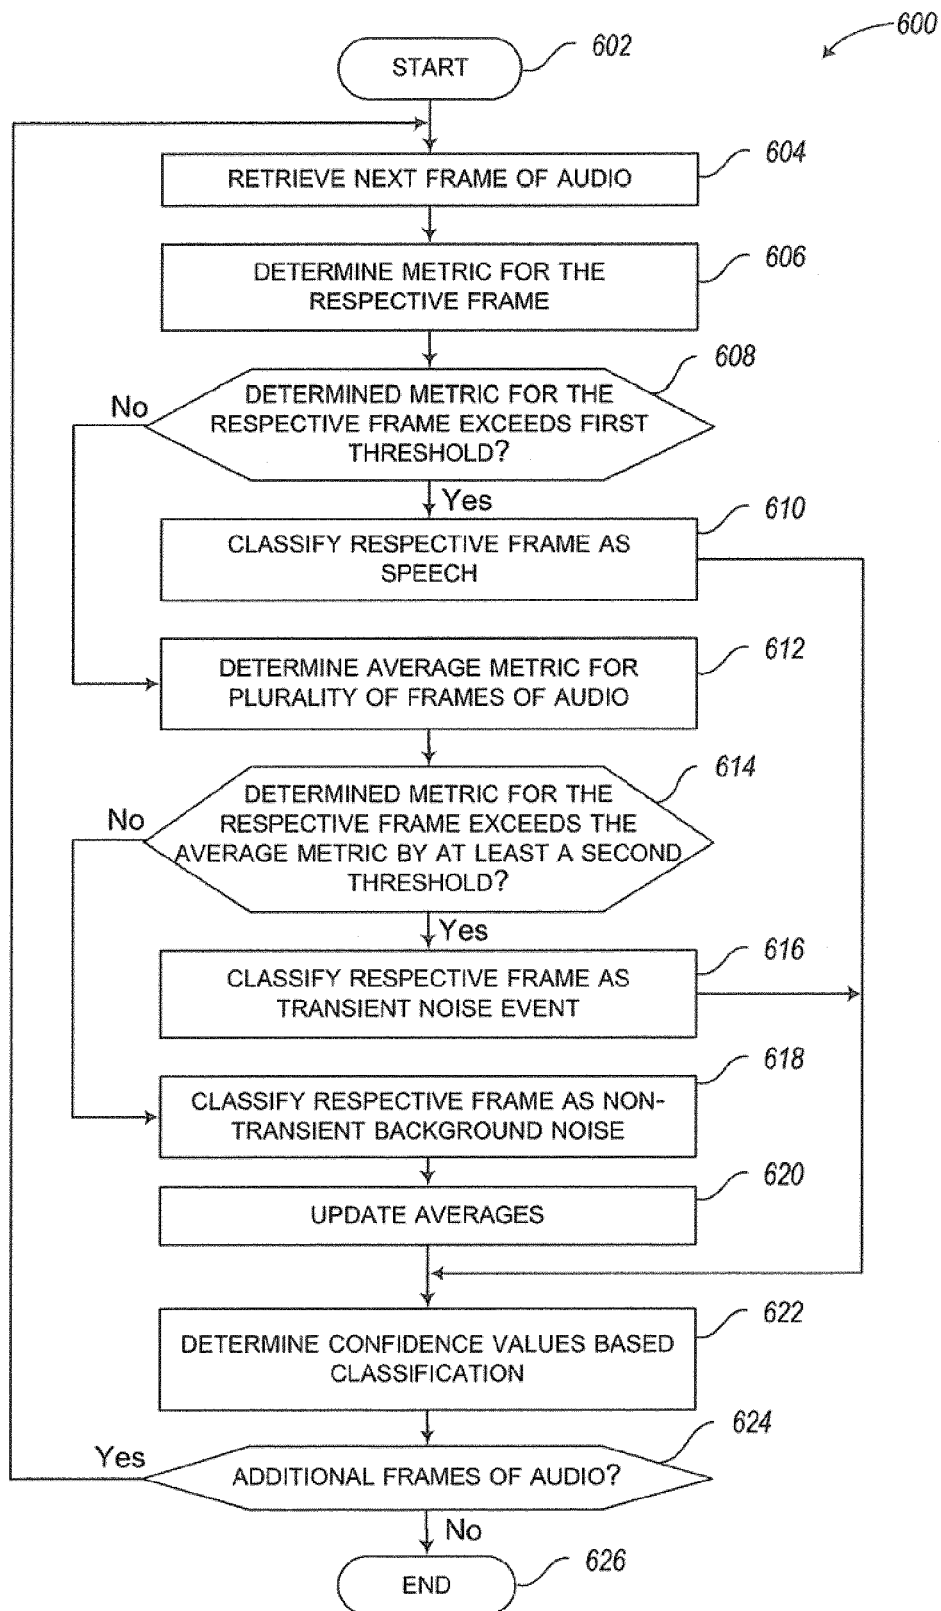 600
START
602
RETRIEVE NEXT FRAME OF AUDIO
604
DETERMINE METRIC FOR THE
RESPECTIVE FRAME
606
DETERMINED METRIC FOR THE
RESPECTIVE FRAME EXCEEDS FIRST
THRESHOLD?
608
No
Yes
CLASSIFY RESPECTIVE FRAME AS
SPEECH
610
DETERMINE AVERAGE METRIC FOR
PLURALITY OF FRAMES OF AUDIO
612
DETERMINED METRIC FOR THE
RESPECTIVE FRAME EXCEEDS THE
AVERAGE METRIC BY AT LEAST A SECOND
THRESHOLD?
614
No
Yes
CLASSIFY RESPECTIVE FRAME AS
TRANSIENT NOISE EVENT
616
CLASSIFY RESPECTIVE FRAME AS NON-
TRANSIENT BACKGROUND NOISE
618
UPDATE AVERAGES
620
DETERMINE CONFIDENCE VALUES BASED
CLASSIFICATION
622
ADDITIONAL FRAMES OF AUDIO?
624
Yes
No
END
626